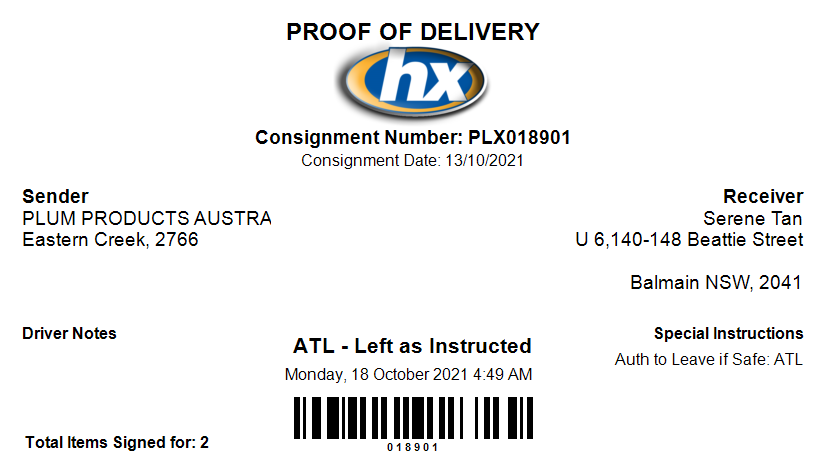 PROOF OF DELIVERY
hx
Consignment Number: PLX018901
Consignment Date: 13/10/2021
Sender
PLUM PRODUCTS AUSTRA
Eastern Creek, 2766
Receiver
Serene Tan
U 6,140-148 Beattie Street
Balmain NSW, 2041
Driver Notes
ATL - Left as Instructed
Monday, 18 October 2021 4:49 AM
Special Instructions
Auth to Leave if Safe: ATL
018901
Total Items Signed for: 2